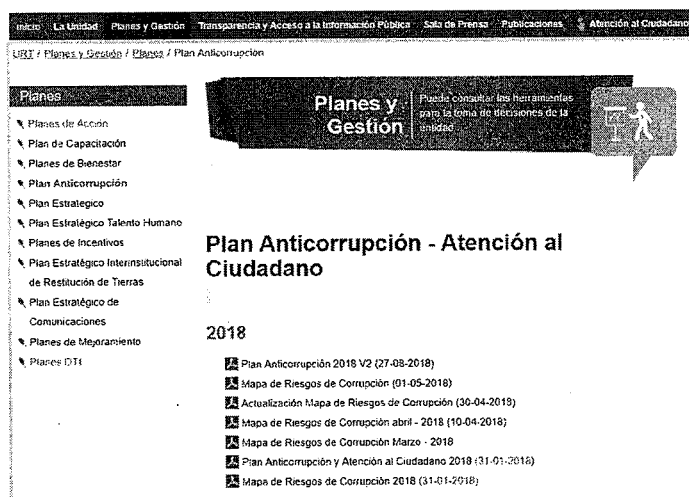 Inicio La Unidad Planes y Gestión Transparencia y Acceso a la Información Pública Sala de Prensa Publicaciones Atención al Ciudadano
URT / Planes y Gestión / Planes / Plan Anticorrupción
Planes
Planes de Acción
Plan de Capacitación
Planes de Bienestar
Plan Anticorrupción
Plan Estrategico
Plan Estratégico Talento Humano
Planes de Incentivos
Plan Estratégico Interinstitucional
de Restitución de Tierras
Plan Estratégico de
Comunicaciones
Planes de Mejoramiento
Planes DTI
Planes y
Gestión
Puede consultar las herramientas
para la toma de decisiones de la
unidad
Plan Anticorrupción - Atención al
Ciudadano
2018
Plan Anticorrupción 2018 V2 (27-08-2018)
Mapa de Riesgos de Corrupción (01-05-2018)
Actualización Mapa de Riesgos de Corrupción (30-04-2018)
Mapa de Riesgos de Corrupción abril - 2018 (10-04-2018)
Mapa de Riesgos de Corrupción Marzo - 2018
Plan Anticorrupción y Atención al Ciudadano 2018 (31-01-2018)
Mapa de Riesgos de Corrupción 2018 (31-01-2018)